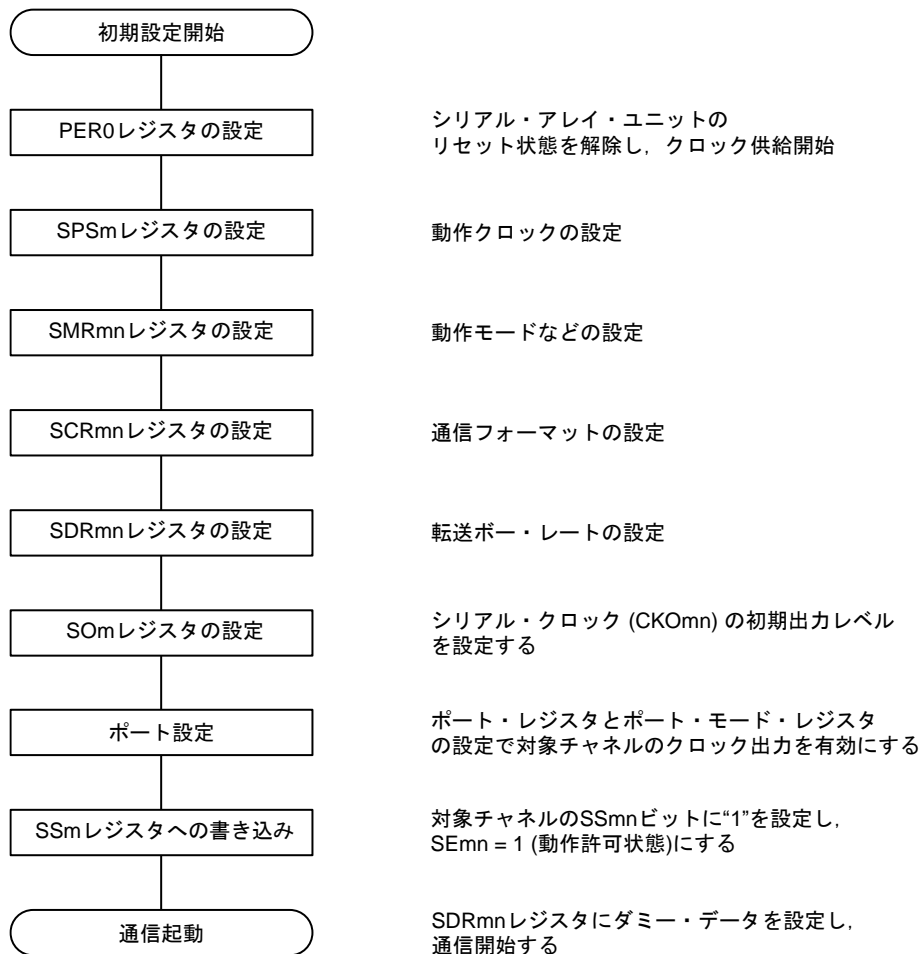 初期設定開始
PER0レジスタの設定
シリアル・アレイ・ユニットの
リセット状態を解除し，クロック供給開始
SPSmレジスタの設定
動作クロックの設定
SMRmnレジスタの設定
動作モードなどの設定
SCRmnレジスタの設定
通信フォーマットの設定
SDRmnレジスタの設定
転送ボー・レートの設定
SOmレジスタの設定
シリアル・クロック (CKOmn) の初期出力レベル
を設定する
ポート設定
ポート・レジスタとポート・モード・レジスタ
の設定で対象チャネルのクロック出力を有効にする
SSmレジスタへの書き込み
対象チャネルのSSmnビットに“1”を設定し，
SEmn = 1 (動作許可状態)にする
通信起動
SDRmnレジスタにダミー・データを設定し，
通信開始する